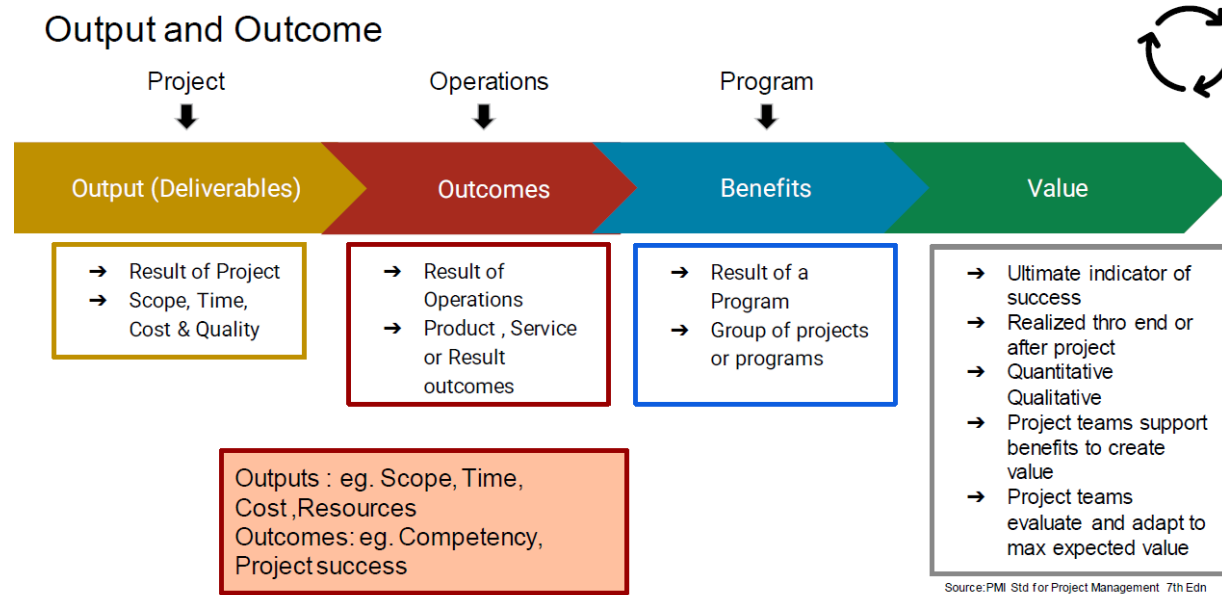 Output and Outcome
Project
Operations
Program
Output (Deliverables)
Outcomes
Benefits
Value
➔ Result of Project
➔ Scope, Time,
Cost & Quality
➔ Result of
Operations
➔ Product , Service
or Result
outcomes
➔ Result of a
Program
➔ Group of projects
or programs
➔ Ultimate indicator of
success
➔ Realized thro end or
after project
➔ Quantitative
Qualitative
➔ Project teams support
benefits to create
value
➔ Project teams
evaluate and adapt to
max expected value
Outputs : eg. Scope, Time,
Cost ,Resources
Outcomes: eg. Competency,
Project success
Source:PMI Std for Project Management 7th Edn